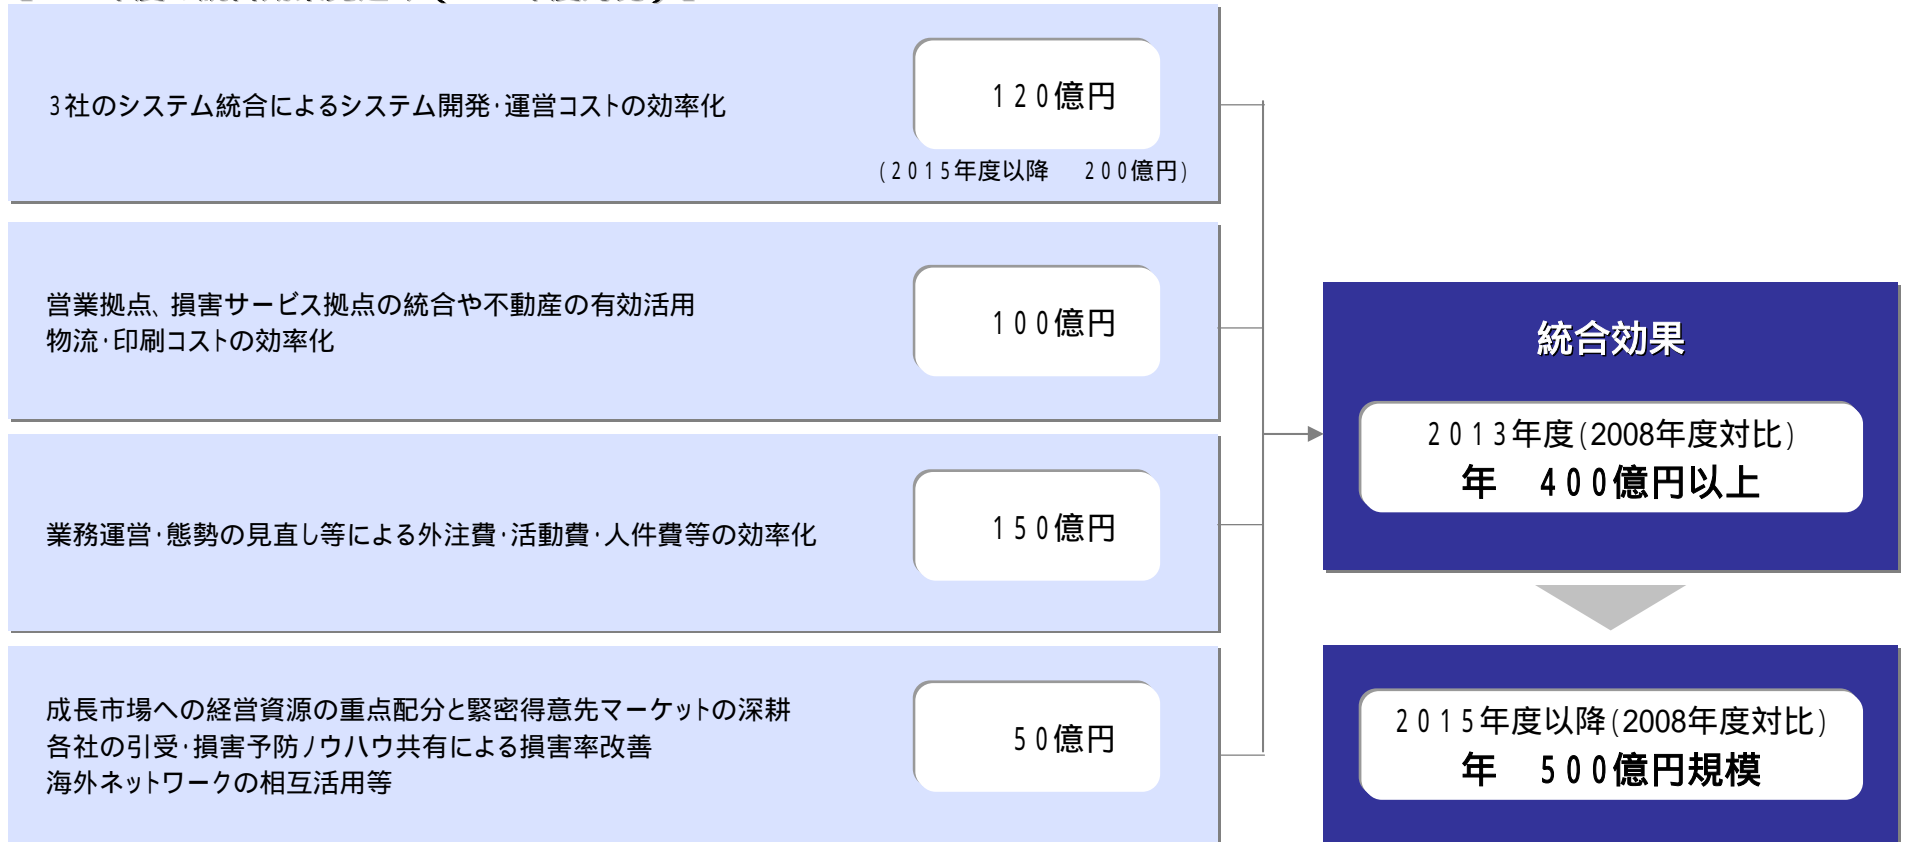 3社のシステム統合によるシステム開発・運営コストの効率化
120億円
(2015年度以降 200億円)
営業拠点、損害サービス拠点の統合や不動産の有効活用
物流・印刷コストの効率化
100億円
業務運営・態勢の見直し等による外注費・活動費・人件費等の効率化
150億円
成長市場への経営資源の重点配分と緊密得意先マーケットの深耕
各社の引受・損害予防ノウハウ共有による損害率改善
海外ネットワークの相互活用等
50億円
統合効果
2013年度(2008年度対比)
年 400億円以上
2015年度以降(2008年度対比)
年 500億円規模